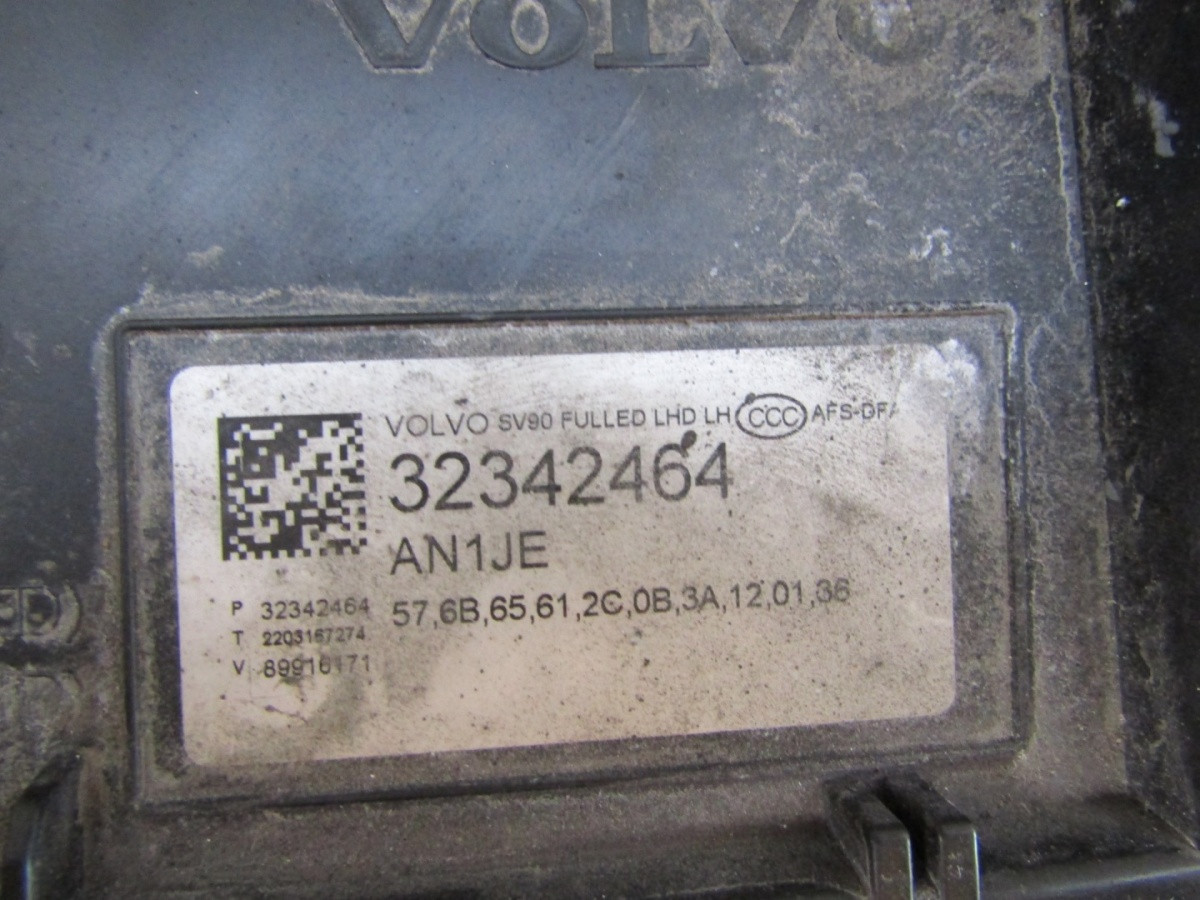 VOLVO
VOLVO SV90 FULLED LHD LH CCC AFS-DFA
32342464
AN1JE
57,6B,65,61,2C,0B,3A,12,01,36
P 32342464
T 2203167274
V 89916171